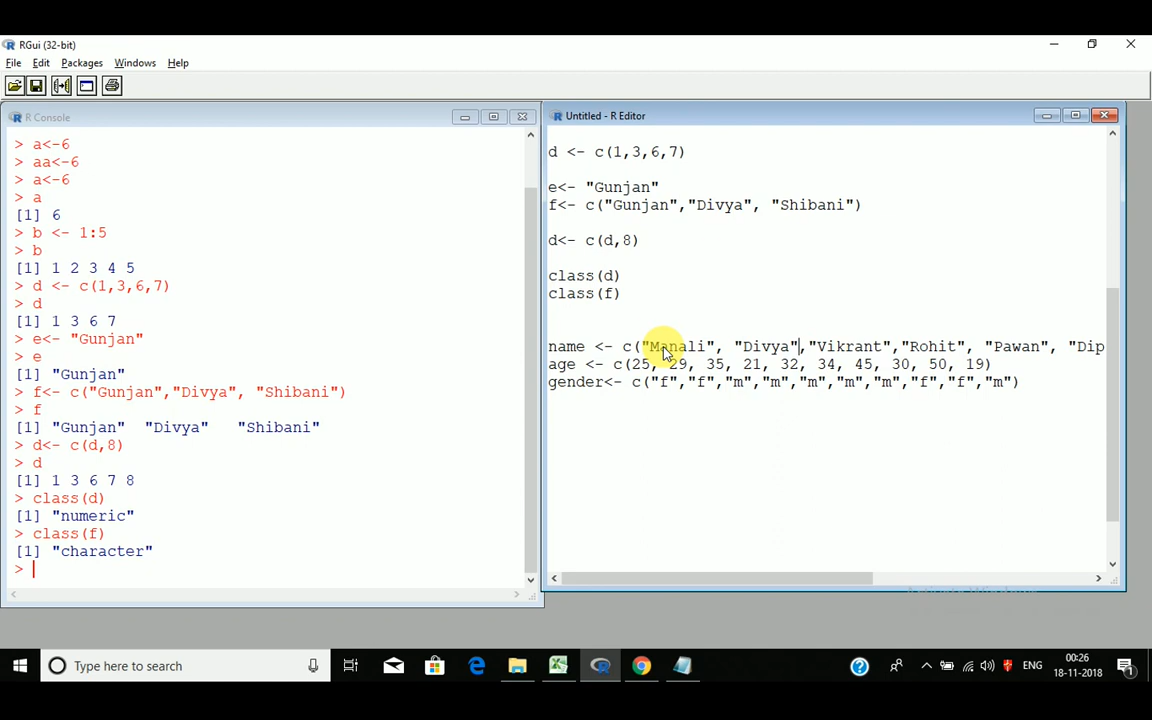 RGui (32-bit)
File Edit Packages Windows Help
R Console
> a<-6
> aa<-6
> a<-6
> a
[1] 6
> b <- 1:5
> b
[1] 1 2 3 4 5
> d <- c(1,3,6,7)
> d
[1] 1 3 6 7
> e<- "Gunjan"
> e
[1] "Gunjan"
> f<- c("Gunjan","Divya", "Shibani")
> f
[1] "Gunjan"  "Divya"   "Shibani"
> d<- c(d,8)
> d
[1] 1 3 6 7 8
> class(d)
[1] "numeric"
> class(f)
[1] "character"
>
Untitled - R Editor
d <- c(1,3,6,7)
e<- "Gunjan"
f<- c("Gunjan","Divya", "Shibani")
d<- c(d,8)
class(d)
class(f)
name <- c("Manali", "Divya","Vikrant","Rohit", "Pawan", "Dip
age <- c(25, 29, 35, 21, 32, 34, 45, 30, 50, 19)
gender<- c("f","f","m","m","m","m","m","f","f","m")
Type here to search
ENG
00:26
18-11-2018
1